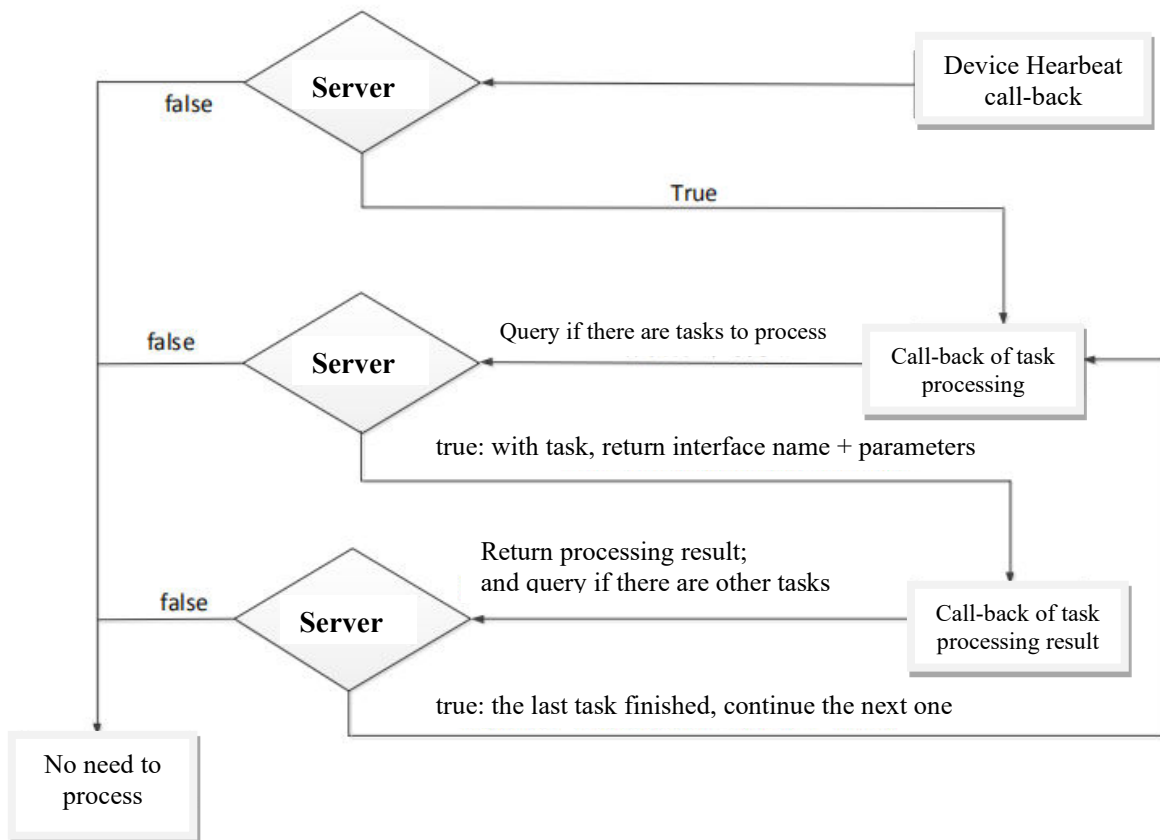 Server
Device Hearbeat
call-back
false
True
false
Server
Query if there are tasks to process
Call-back of task
processing
true: with task, return interface name + parameters
false
Server
Return processing result;
and query if there are other tasks
Call-back of task
processing result
true: the last task finished, continue the next one
No need to
process